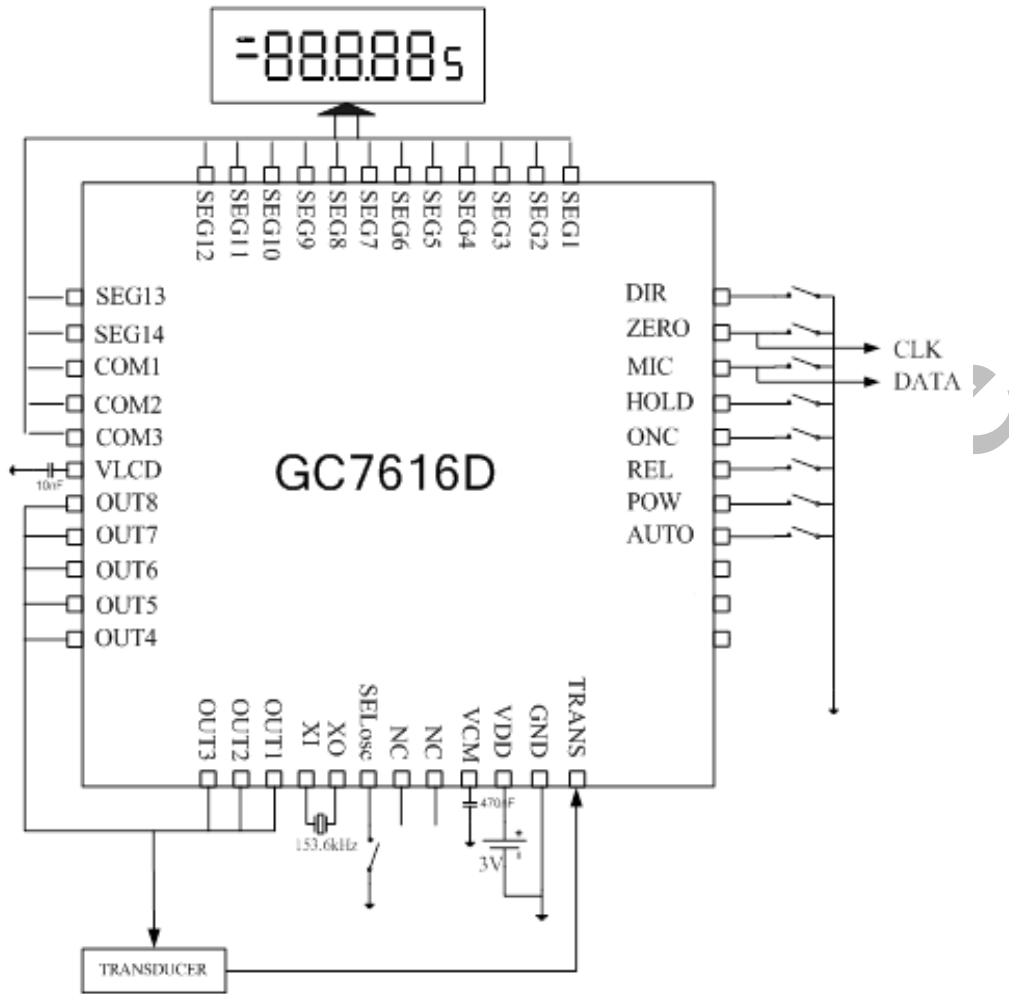 -88.8.88s
SEG12 SEG11 SEG10 SEG9 SEG8 SEG7 SEG6 SEG5 SEG4 SEG3 SEG2 SEG1
SEG13
SEG14
COM1
COM2
COM3
VLCD
10nF
OUT8
OUT7
OUT6
OUT5
OUT4
GC7616D
DIR
ZERO
MIC
HOLD
ONC
REL
POW
AUTO
CLK
DATA
OUT3 OUT2 OUT1 XI XO SELosc NC NC VCM VDD GND TRANS
153.6kHz
470nF
3V
+
TRANSDUCER